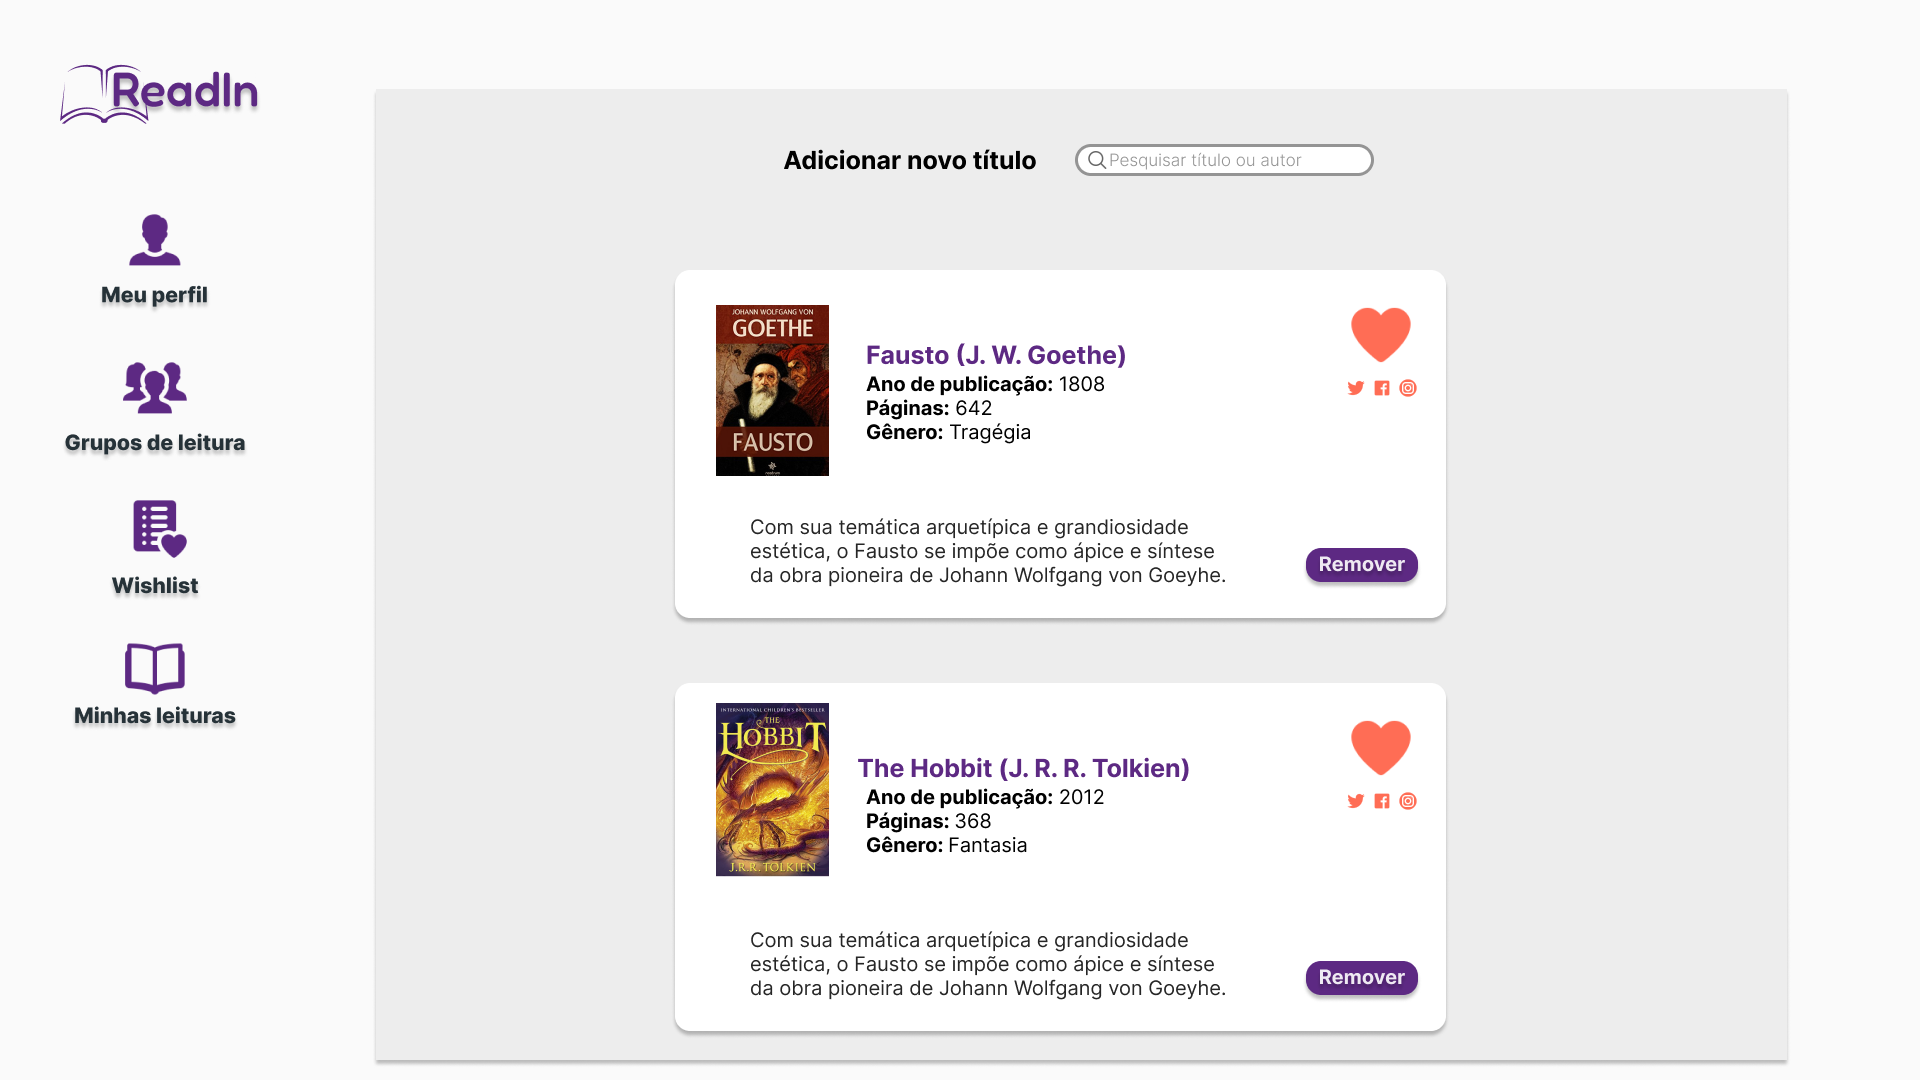 ReadIn
Meu perfil
Grupos de leitura
Wishlist
Minhas leituras
Adicionar novo título
Pesquisar título ou autor
JOHANN WOLFGANG VON
GOETHE
FAUSTO
Fausto (J. W. Goethe)
Ano de publicação: 1808
Páginas: 642
Gênero: Tragégia
Com sua temática arquetípica e grandiosidade
estética, o Fausto se impõe como ápice e síntese
da obra pioneira de Johann Wolfgang von Goeyhe.
Remover
INTERNATIONAL CHILDREN'S BESTSELLER
THE
HOBBIT
J.R.R. TOLKIEN
The Hobbit (J. R. R. Tolkien)
Ano de publicação: 2012
Páginas: 368
Gênero: Fantasia
Com sua temática arquetípica e grandiosidade
estética, o Fausto se impõe como ápice e síntese
da obra pioneira de Johann Wolfgang von Goeyhe.
Remover